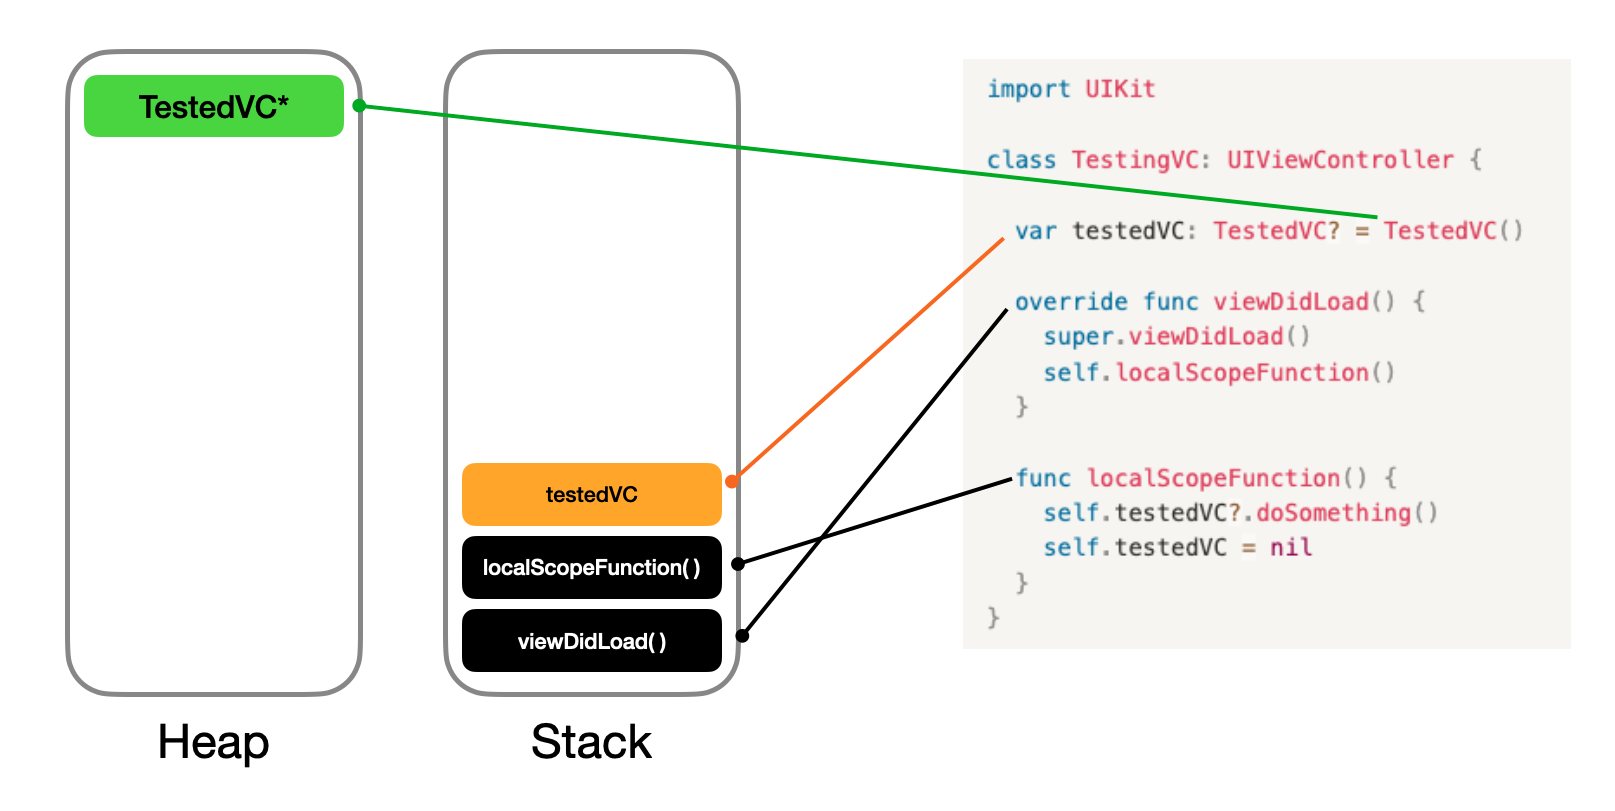 TestedVC*
testedVC
localScopeFunction()
viewDidLoad()
Heap
Stack
import UIKit
class TestingVC: UIViewController {
var testedVC: TestedVC? = TestedVC()
override func viewDidLoad() {
super.viewDidLoad()
self.localScopeFunction()
}
func localScopeFunction() {
self.testedVC?.doSomething()
self.testedVC = nil
}
}